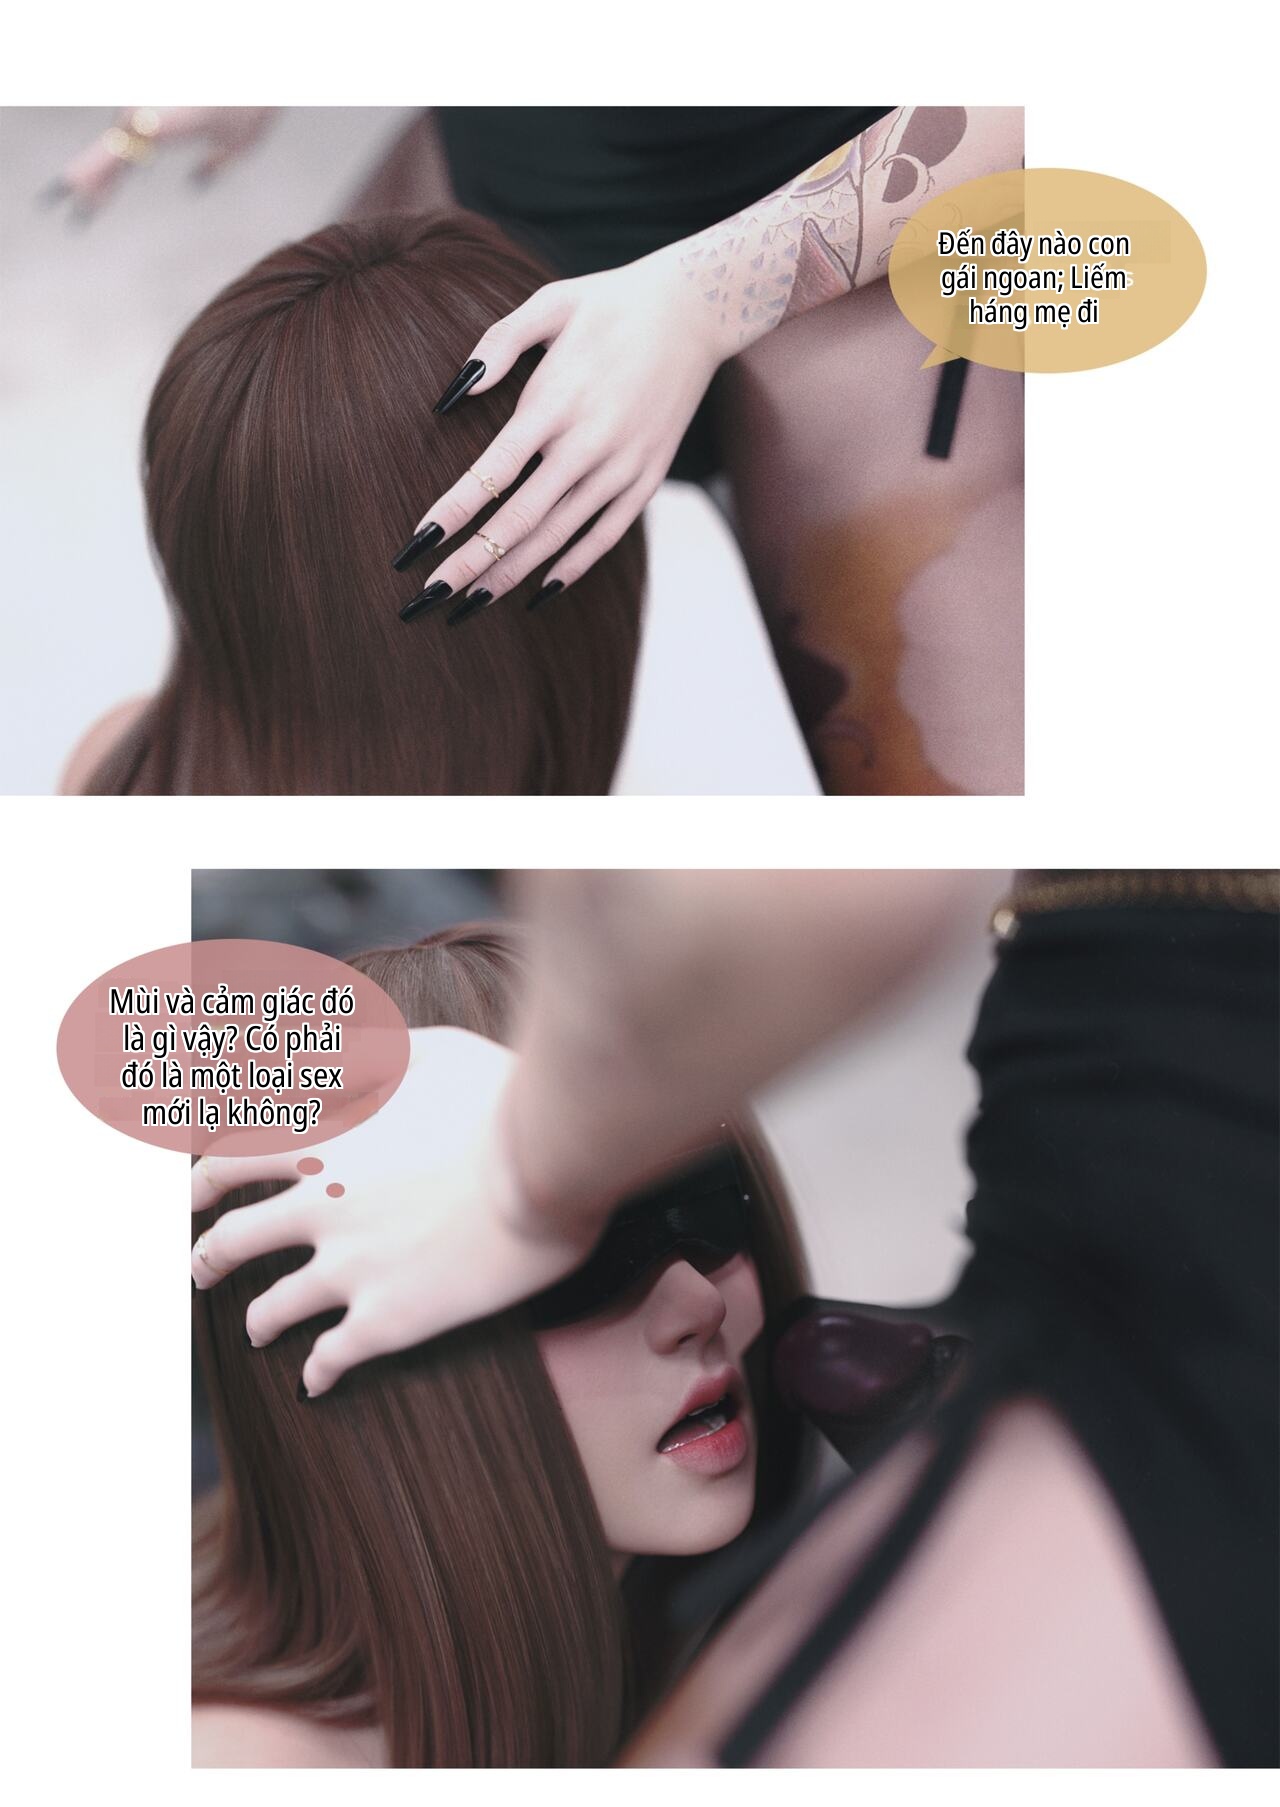 Đến đây nào con
gái ngoan; Liếm
háng mẹ đi
Mùi và cảm giác đó
là gì vậy? Có phải
đó là một loại sex
mới lạ không?